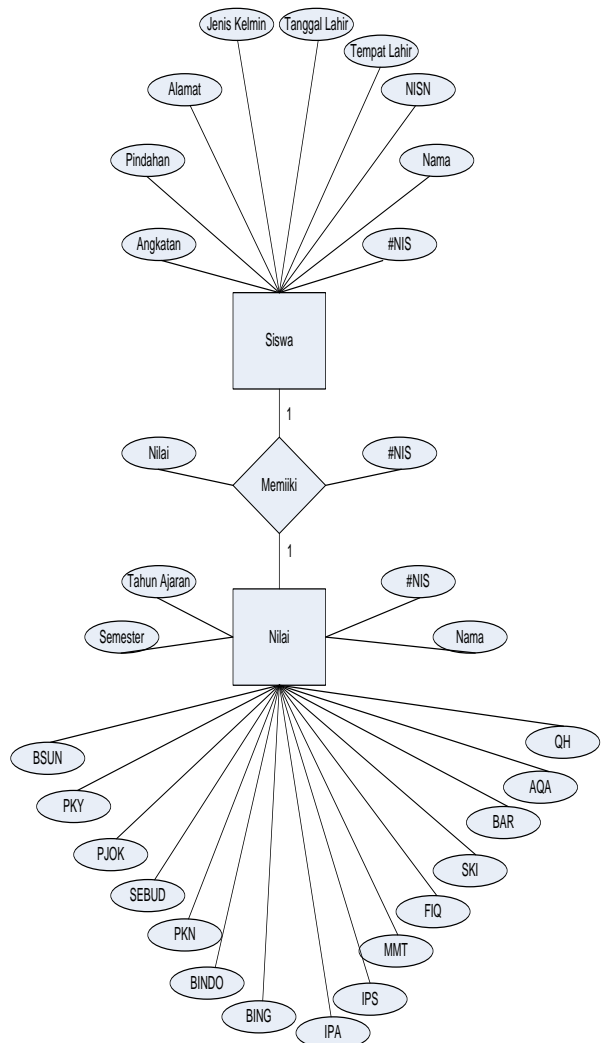 Jenis Kelmin
Tanggal Lahir
Tempat Lahir
Alamat
NISN
Pindahan
Nama
Angkatan
#NIS
Siswa
1
Nilai
Memiiki
#NIS
1
Tahun Ajaran
#NIS
Semester
Nilai
Nama
BSUN
QH
PKY
AQA
PJOK
BAR
SEBUD
SKI
PKN
FIQ
BINDO
MMT
BING
IPS
IPA